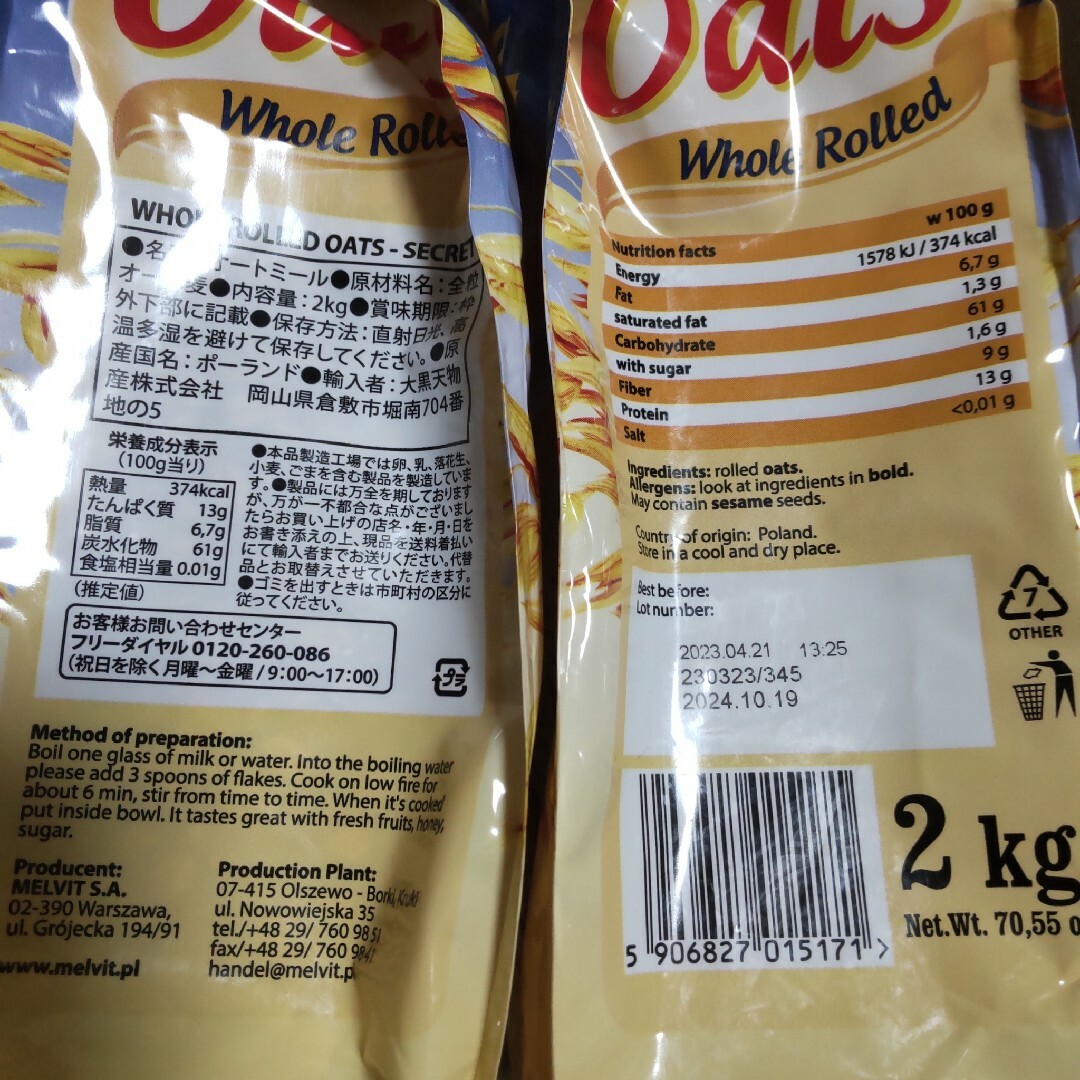 Whole Rolle
ROLLED OATS - SECRET
●名 オートミール●原材料名:全粒
オー 麦●内容量:2kg●賞味期限:枠
外下部に記載●保存方法:直射日光、高
温多湿を避けて保存してください。●原
産国名:ポーランド●輸入者:大黒天物
産株式会社 岡山県倉敷市堀南704番
地の5
栄養成分表示
(100g当り)
熱量 374kcal
たんぱく質 13g
脂質 6,7g
炭水化物 61g
食塩相当量 0.01g
(推定値)
●本品製造工場では卵、乳、落花生、
小麦、ごまを含む製品を製造していま
す。●製品には万全を期しております
が、万が一不都合な点がございまし
たらお買い上げの店名・年・月・日を
お書き添えの上、現品を送料着払い
にて輸入者までお送りください。代替
品とお取替えさせていただきます。
●ゴミを出すときは市町村の区分に
従ってください。
お客様お問い合わせセンター
フリーダイヤル 0120-260-086
(祝日を除く月曜〜金曜 / 9:00〜17:00)
プラ
Method of preparation:
Boil one glass of milk or water. Into the boiling water
please add 3 spoons of flakes. Cook on low fire for
about 6 min, stir from time to time. When it's cooked
put inside bowl. It tastes great with fresh fruits, honey,
sugar.
Producent:
MELVIT S.A.
02-390 Warszawa,
ul. Grójecka 194/91
www.melvit.pl
Production Plant:
07-415 Olszewo - Borki, Kruki
ul. Nowowiejska 35
tel./+48 29/ 760 98 51
fax/+48 29/ 760 9841
handel@melvit.p
Oats
Whole Rolled
Nutrition facts w 100 g
Energy 1578 kJ / 374 kcal
Fat 6,7 g
saturated fat 1,3 g
Carbohydrate 61 g
with sugar 1,6 g
Fiber 9 g
Protein 13 g
Salt <0,01 g
Ingredients: rolled oats.
Allergens: look at ingredients in bold.
May contain sesame seeds.
Country of origin: Poland.
Store in a cool and dry place.
Best before:
Lot number:
2023.04.21 13:25
230323/345
2024.10.19
7
OTHER
5 906827 015171 >
2 kg
Net.Wt. 70,55 o